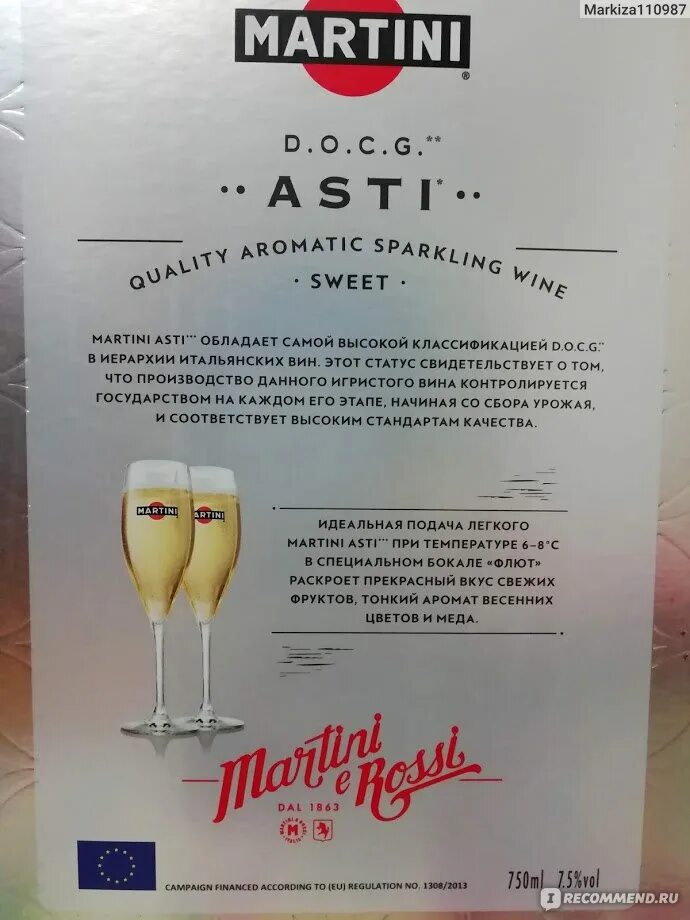 Markiza110987
MARTINI®
D.O.C.G.**
·· ASTI* ··
QUALITY AROMATIC SPARKLING WINE
· SWEET ·
MARTINI ASTI*** ОБЛАДАЕТ САМОЙ ВЫСОКОЙ КЛАССИФИКАЦИЕЙ D.O.C.G.**
В ИЕРАРХИИ ИТАЛЬЯНСКИХ ВИН. ЭТОТ СТАТУС СВИДЕТЕЛЬСТВУЕТ О ТОМ,
ЧТО ПРОИЗВОДСТВО ДАННОГО ИГРИСТОГО ВИНА КОНТРОЛИРУЕТСЯ
ГОСУДАРСТВОМ НА КАЖДОМ ЕГО ЭТАПЕ, НАЧИНАЯ СО СБОРА УРОЖАЯ,
И СООТВЕТСТВУЕТ ВЫСОКИМ СТАНДАРТАМ КАЧЕСТВА.
MARTINI
ARTINI
ИДЕАЛЬНАЯ ПОДАЧА ЛЕГКОГО
MARTINI ASTI*** ПРИ ТЕМПЕРАТУРЕ 6–8°С
В СПЕЦИАЛЬНОМ БОКАЛЕ «ФЛЮТ»
РАСКРОЕТ ПРЕКРАСНЫЙ ВКУС СВЕЖИХ
ФРУКТОВ, ТОНКИЙ АРОМАТ ВЕСЕННИХ
ЦВЕТОВ И МЕДА.
Martini
e Rossi
DAL 1863
M
CAMPAIGN FINANCED ACCORDING TO (EU) REGULATION NO. 1308/2013
750ml 7.5%vol
IRECOMMEND.RU